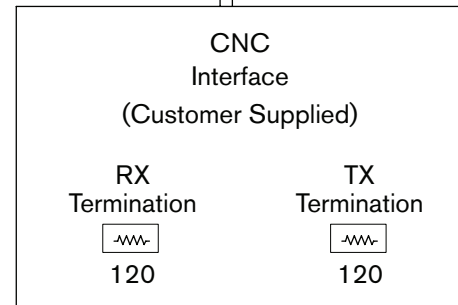 CNC
Interface
(Customer Supplied)
RX TX
Termination Termination
120 120